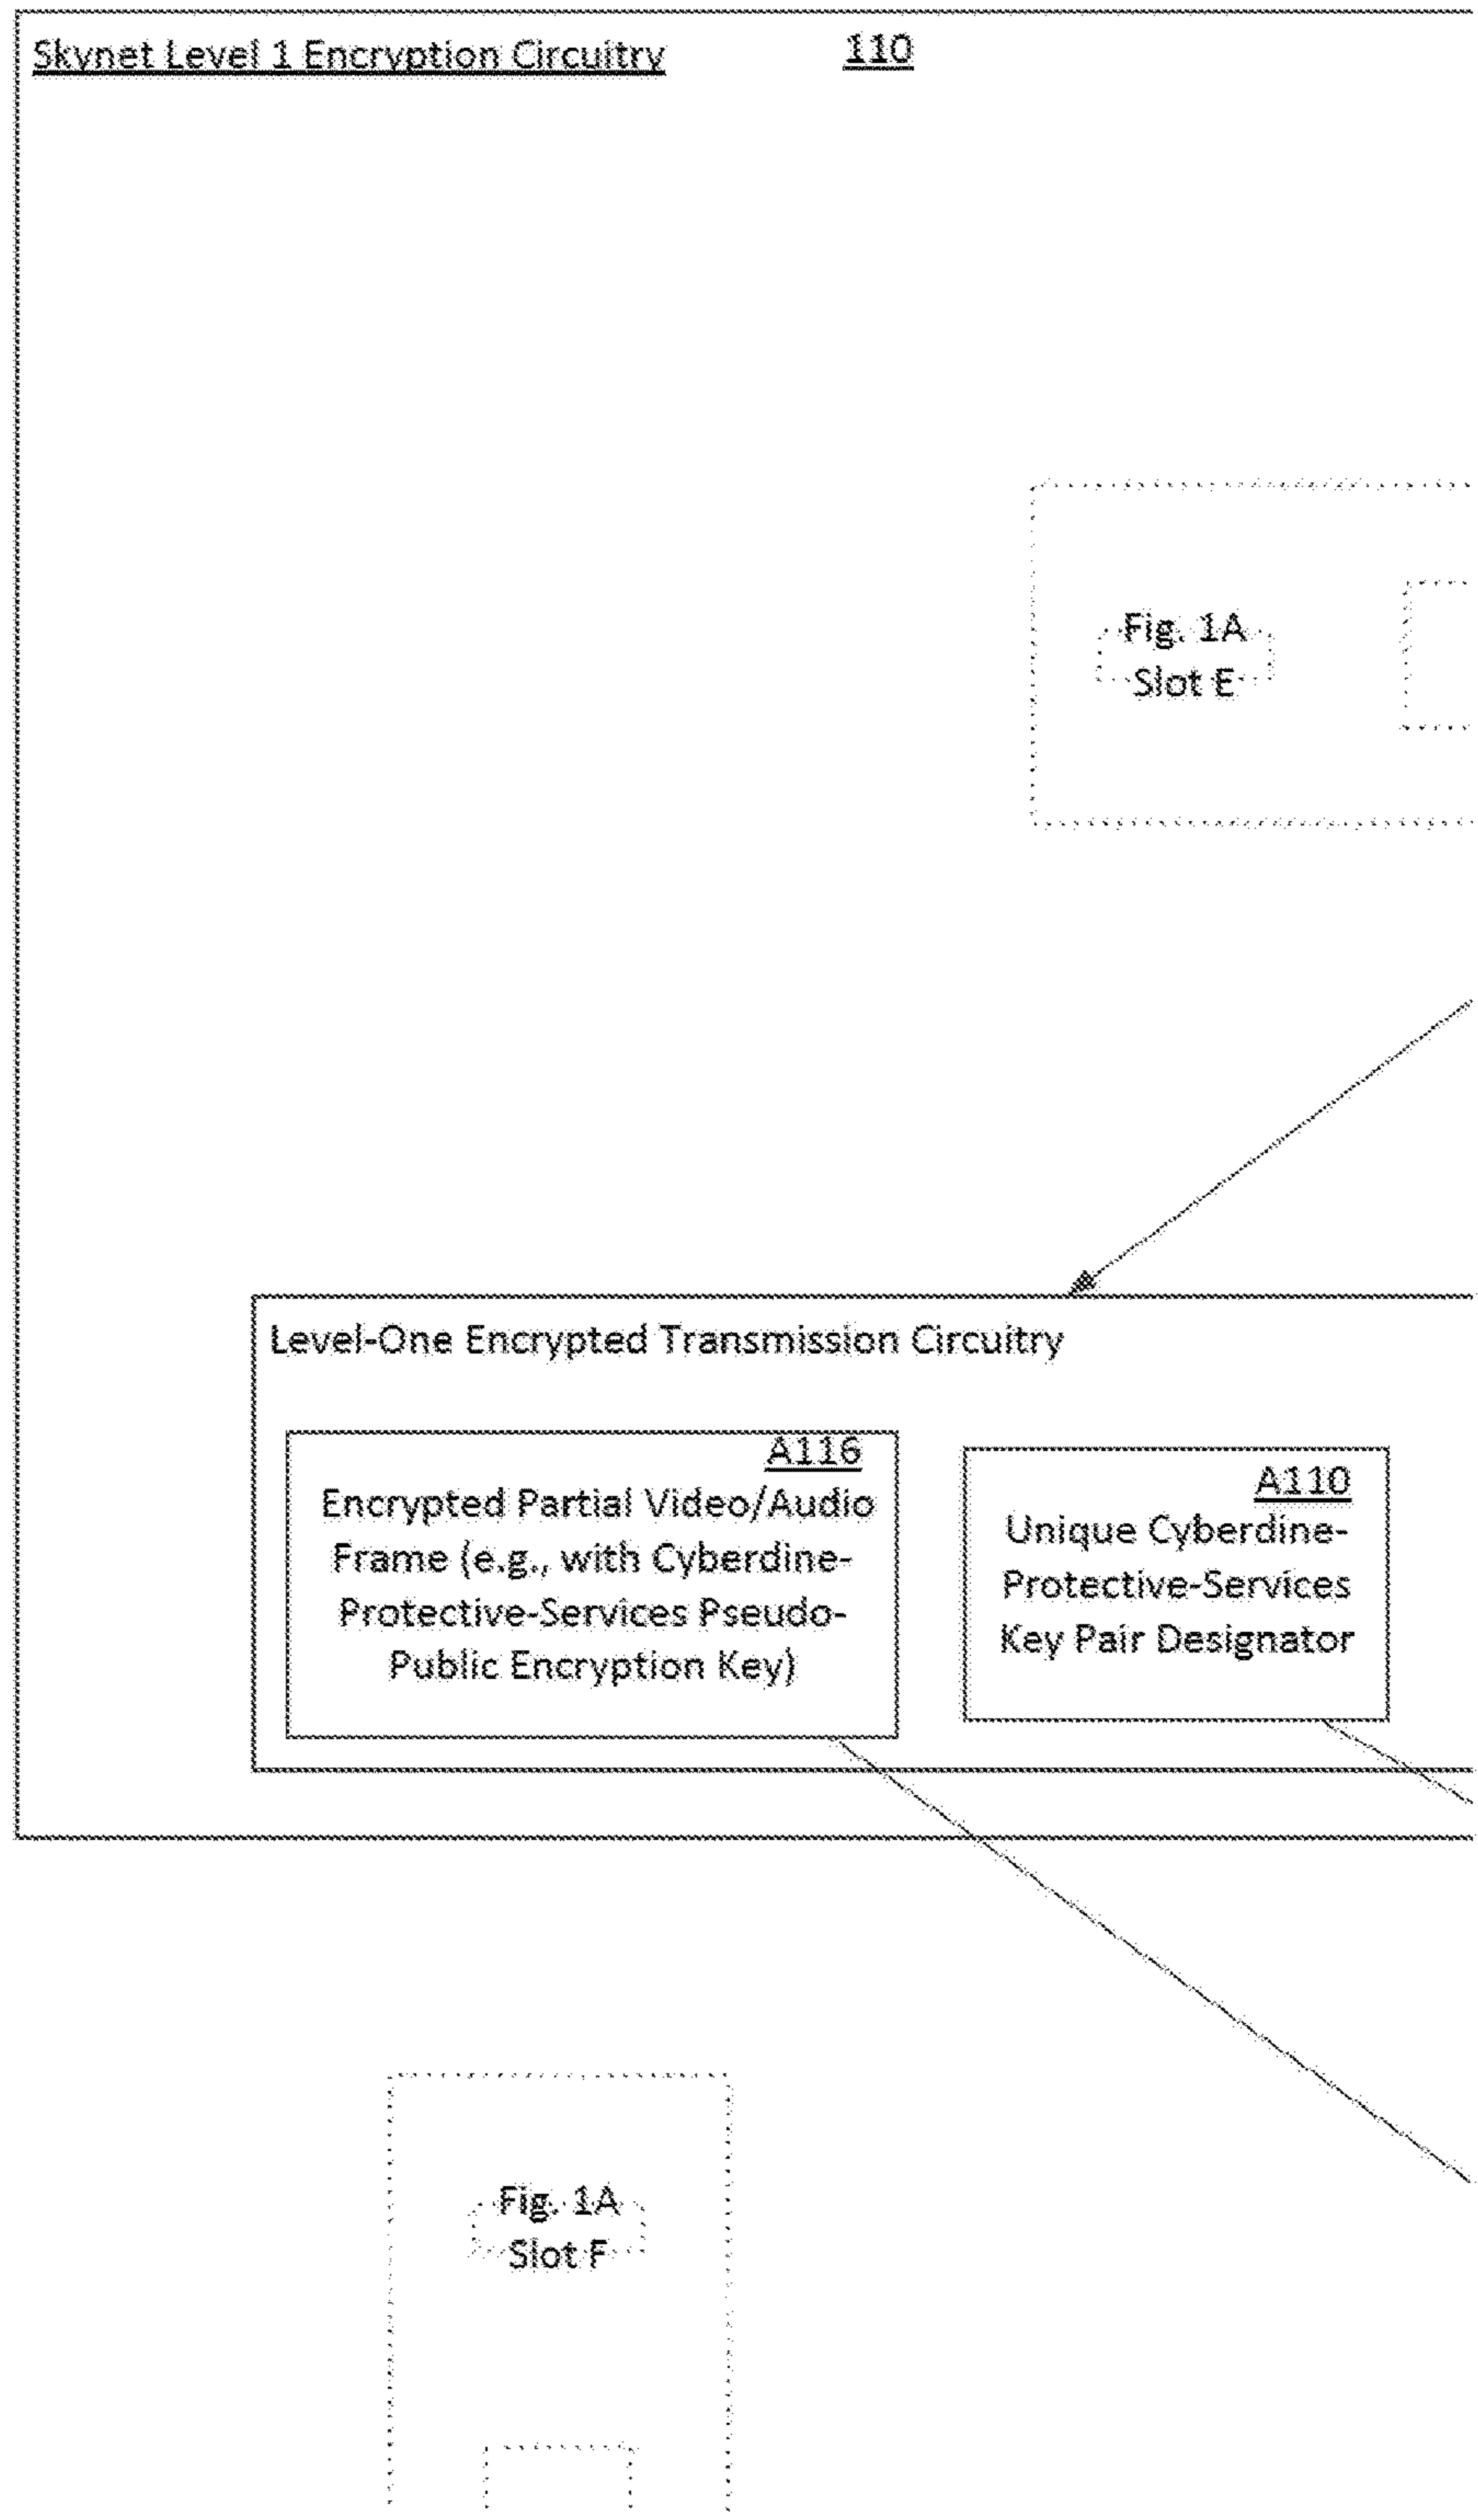 Skynet Level 1 Encryption Circuitry 110
Fig. 1A
Slot E
Level-One Encrypted Transmission Circuitry
A116
Encrypted Partial Video/Audio
Frame (e.g., with Cyberdine-
Protective-Services Pseudo-
Public Encryption Key)
A110
Unique Cyberdine-
Protective-Services
Key Pair Designator
Fig. 1A
Slot F